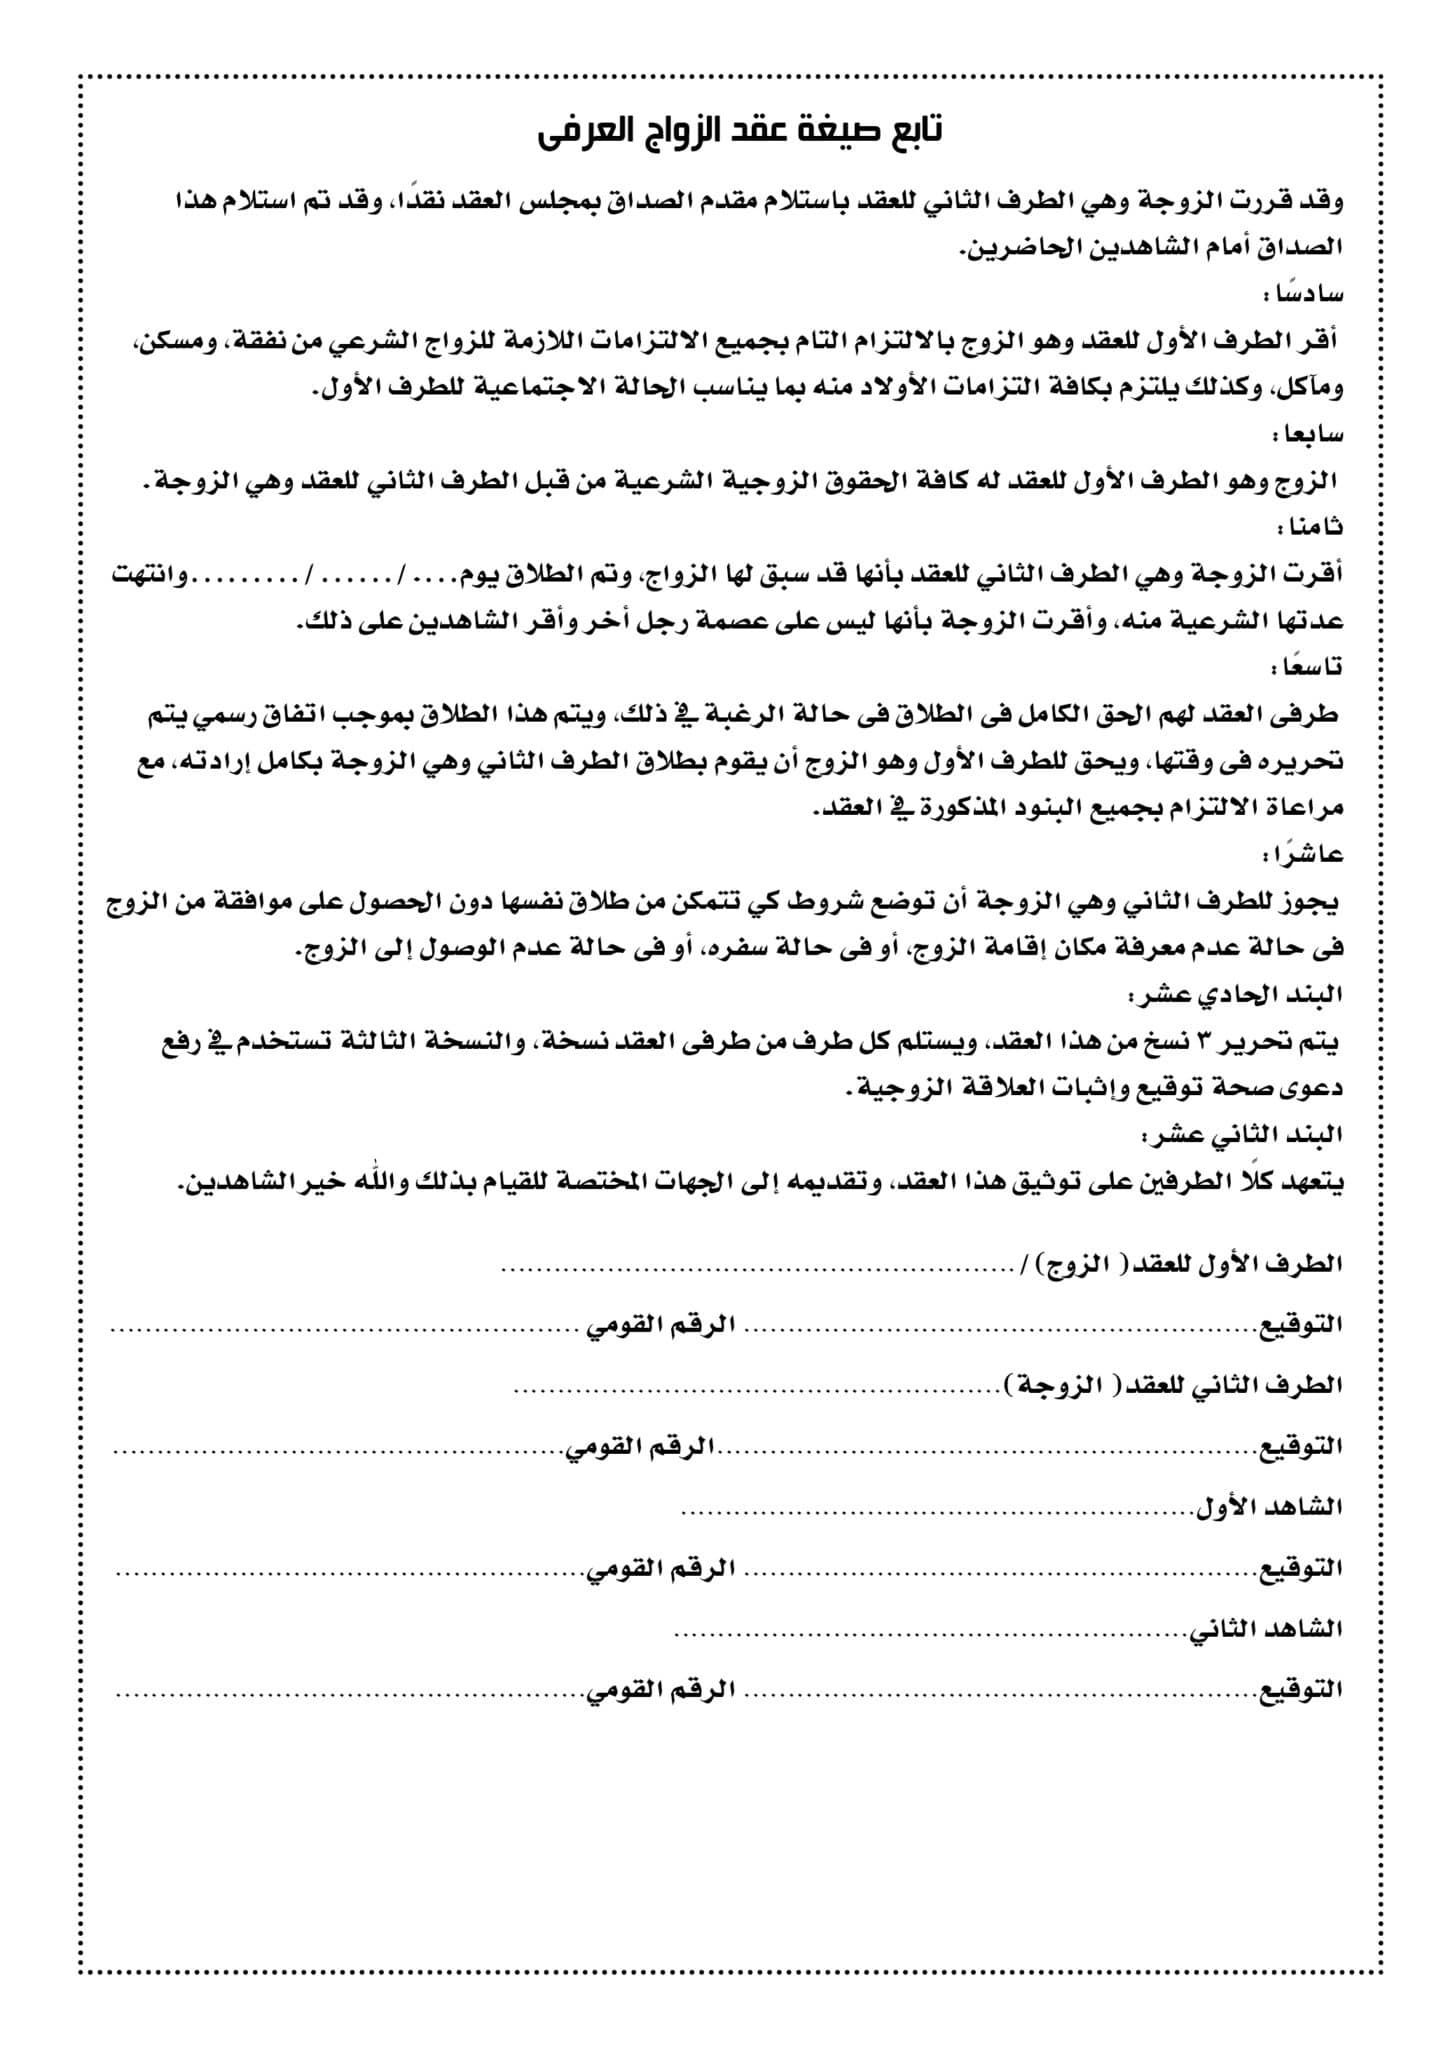 تابع صيغة عقد الزواج العرفى
وقد قررت الزوجة وهي الطرف الثاني للعقد باستلام مقدم الصداق بمجلس العقد نقدًا، وقد تم استلام هذا
الصداق أمام الشاهدين الحاضرين.
سادسًا:
أقر الطرف الأول للعقد وهو الزوج بالالتزام التام بجميع الالتزامات اللازمة للزواج الشرعي من نفقة، ومسكن،
ومآكل، وكذلك يلتزم بكافة التزامات الأولاد منه بما يناسب الحالة الاجتماعية للطرف الأول.
سابعا:
الزوج وهو الطرف الأول للعقد له كافة الحقوق الزوجية الشرعية من قبل الطرف الثاني للعقد وهي الزوجة.
ثامنا:
أقرت الزوجة وهي الطرف الثاني للعقد بأنها قد سبق لها الزواج، وتم الطلاق يوم..../....../.........وانتهت
عدتها الشرعية منه، وأقرت الزوجة بأنها ليس على عصمة رجل أخر وأقر الشاهدين على ذلك.
تاسعًا:
طرفى العقد لهم الحق الكامل فى الطلاق فى حالة الرغبة في ذلك، ويتم هذا الطلاق بموجب اتفاق رسمي يتم
تحريره فى وقتها، ويحق للطرف الأول وهو الزوج أن يقوم بطلاق الطرف الثاني وهي الزوجة بكامل إرادته، مع
مراعاة الالتزام بجميع البنود المذكورة في العقد.
عاشرًا:
يجوز للطرف الثاني وهي الزوجة أن توضع شروط كي تتمكن من طلاق نفسها دون الحصول على موافقة من الزوج
فى حالة عدم معرفة مكان إقامة الزوج، أو فى حالة سفره، أو فى حالة عدم الوصول إلى الزوج.
البند الحادي عشر:
يتم تحرير ٣ نسخ من هذا العقد، ويستلم كل طرف من طرفى العقد نسخة، والنسخة الثالثة تستخدم في رفع
دعوى صحة توقيع وإثبات العلاقة الزوجية.
البند الثاني عشر:
يتعهد كلًا الطرفين على توثيق هذا العقد، وتقديمه إلى الجهات المختصة للقيام بذلك والله خير الشاهدين.
الطرف الأول للعقد( الزوج)/ ..........................................................
التوقيع.......................................................... الرقم القومي .....................................................
الطرف الثاني للعقد( الزوجة).......................................................
التوقيع.............................................................الرقم القومي...................................................
الشاهد الأول..........................................................
التوقيع.......................................................... الرقم القومي.....................................................
الشاهد الثاني..........................................................
التوقيع.......................................................... الرقم القومي.....................................................